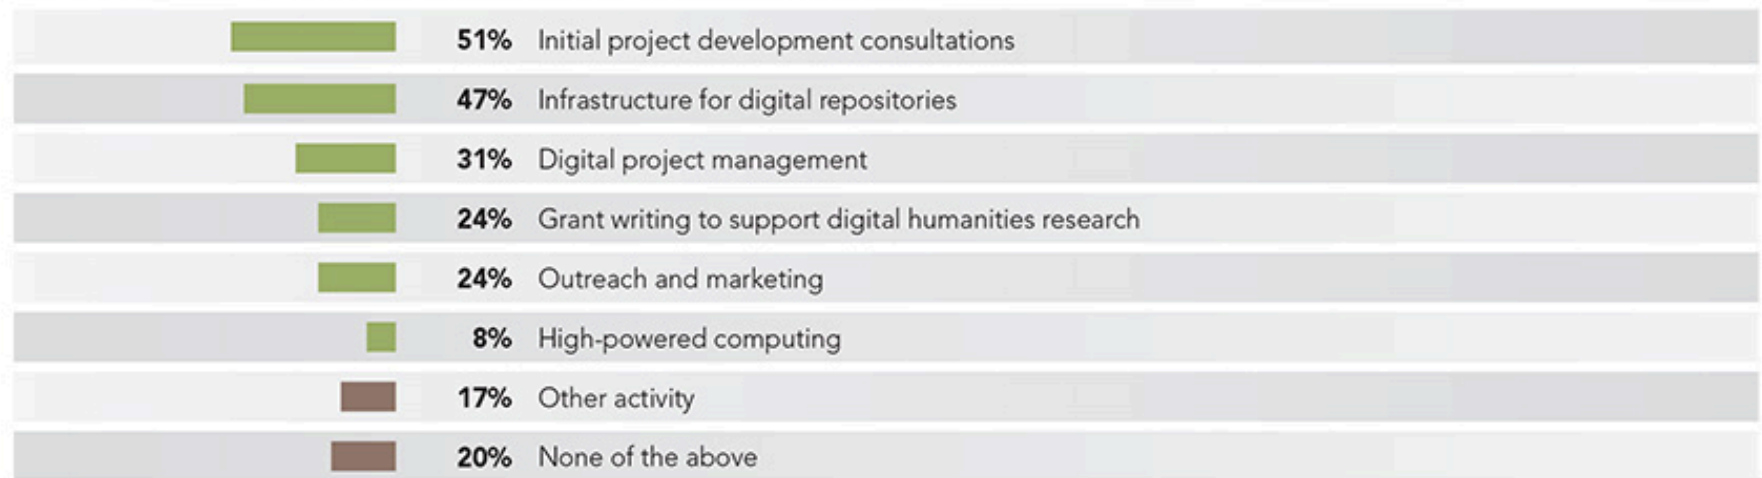 51% Initial project development consultations
47% Infrastructure for digital repositories
31% Digital project management
24% Grant writing to support digital humanities research
24% Outreach and marketing
8% High-powered computing
17% Other activity
20% None of the above